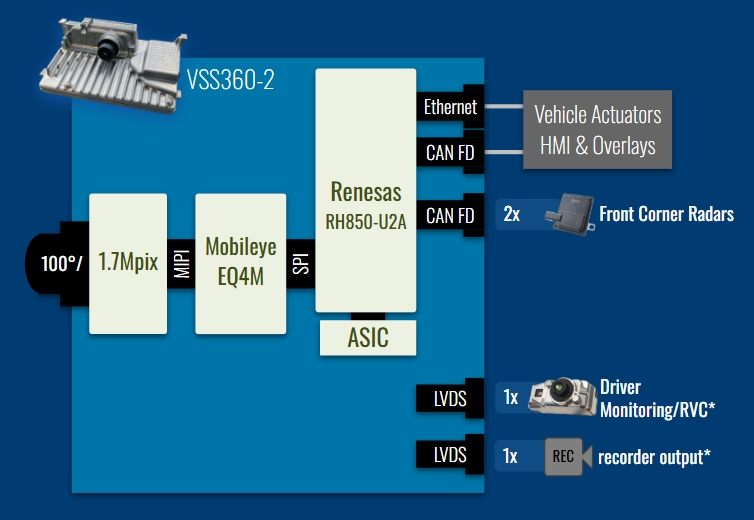 VSS360-2
Ethernet
Vehicle Actuators
HMI & Overlays
CAN FD
Renesas
RH850-U2A
CAN FD
2x
Front Corner Radars
100°/
1.7Mpix
MIPI
Mobileye
EQ4M
SPI
ASIC
LVDS
1x
Driver
Monitoring/RVC*
LVDS
1x
REC
recorder output*